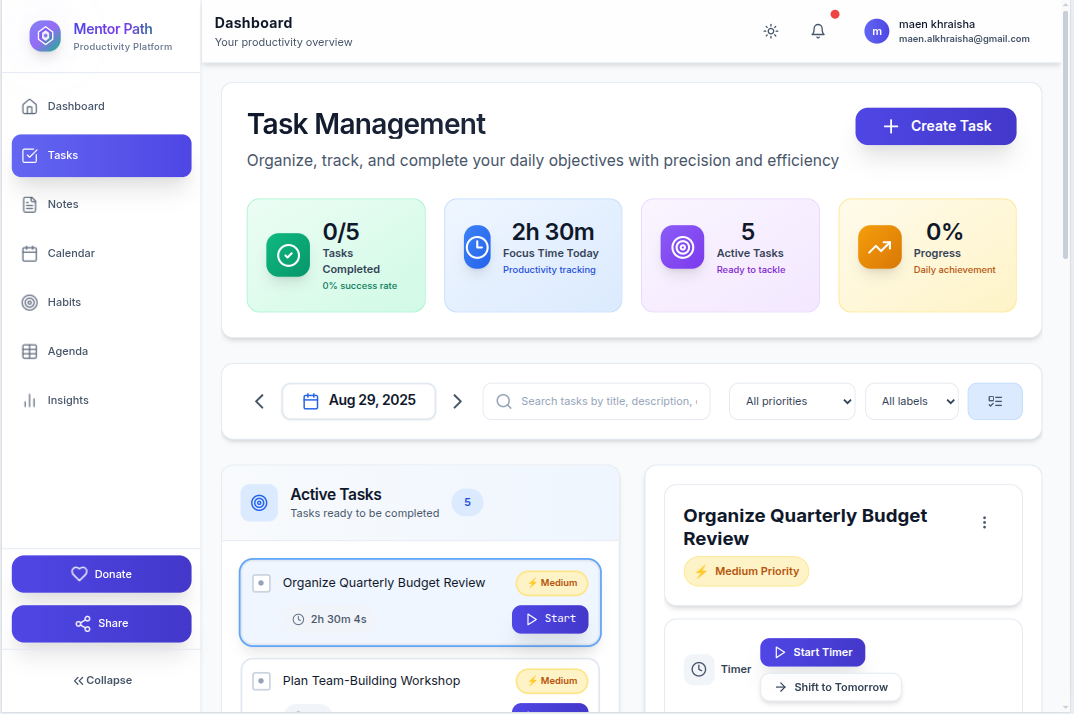 Mentor Path
Productivity Platform
Dashboard
Tasks
Notes
Calendar
Habits
Agenda
Insights
Donate
Share
Collapse
Dashboard
Your productivity overview
m
maen khraisha
maen.alkhraisha@gmail.com
Task Management
Organize, track, and complete your daily objectives with precision and efficiency
Create Task
0/5
Tasks
Completed
0% success rate
2h 30m
Focus Time Today
Productivity tracking
5
Active Tasks
Ready to tackle
0%
Progress
Daily achievement
Aug 29, 2025
Search tasks by title, description,
All priorities
All labels
Active Tasks
Tasks ready to be completed
5
Organize Quarterly Budget Review
⚡ Medium
2h 30m 4s
Start
Plan Team-Building Workshop
⚡ Medium
Organize Quarterly Budget
Review
⚡ Medium Priority
Timer
Start Timer
Shift to Tomorrow